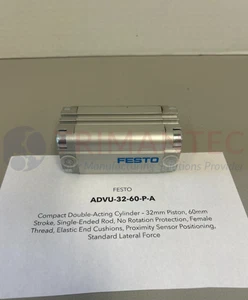 FESTO
FESTO
ADVU-32-60-P-A
Compact Double-Acting Cylinder - 32mm Piston, 60mm
Stroke, Single-Ended Rod, No Rotation Protection, Female
Thread, Elastic End Cushions, Proximity Sensor Positioning,
Standard Lateral Force